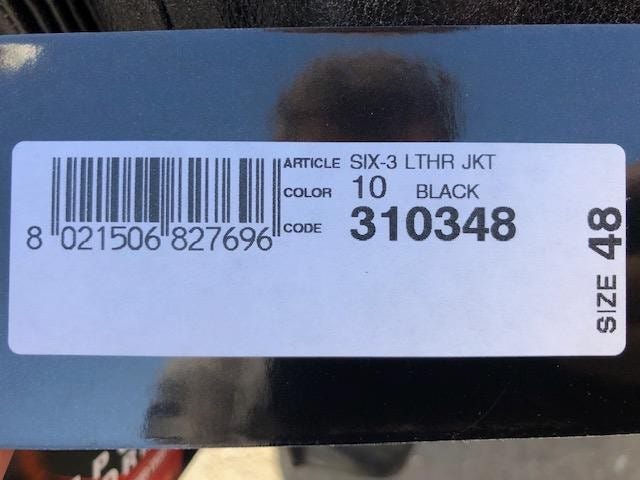 ARTICLE SIX-3 LTHR JKT
COLOR 10 BLACK
CODE 310348
8 021506 827696
SIZE 48